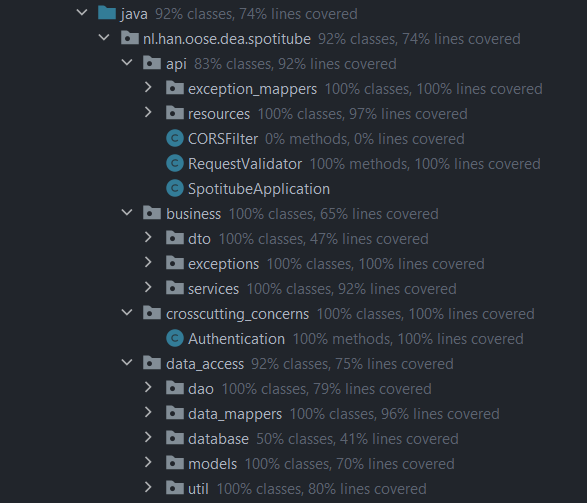 java 92% classes, 74% lines covered
nl.han.oose.dea.spotitube 92% classes, 74% lines covered
api 83% classes, 92% lines covered
exception_mappers 100% classes, 100% lines covered
resources 100% classes, 97% lines covered
C CORSFilter 0% methods, 0% lines covered
C RequestValidator 100% methods, 100% lines covered
C SpotitubeApplication
business 100% classes, 65% lines covered
dto 100% classes, 47% lines covered
exceptions 100% classes, 100% lines covered
services 100% classes, 92% lines covered
crosscutting_concerns 100% classes, 100% lines covered
C Authentication 100% methods, 100% lines covered
data_access 92% classes, 75% lines covered
dao 100% classes, 79% lines covered
data_mappers 100% classes, 96% lines covered
database 50% classes, 41% lines covered
models 100% classes, 70% lines covered
util 100% classes, 80% lines covered